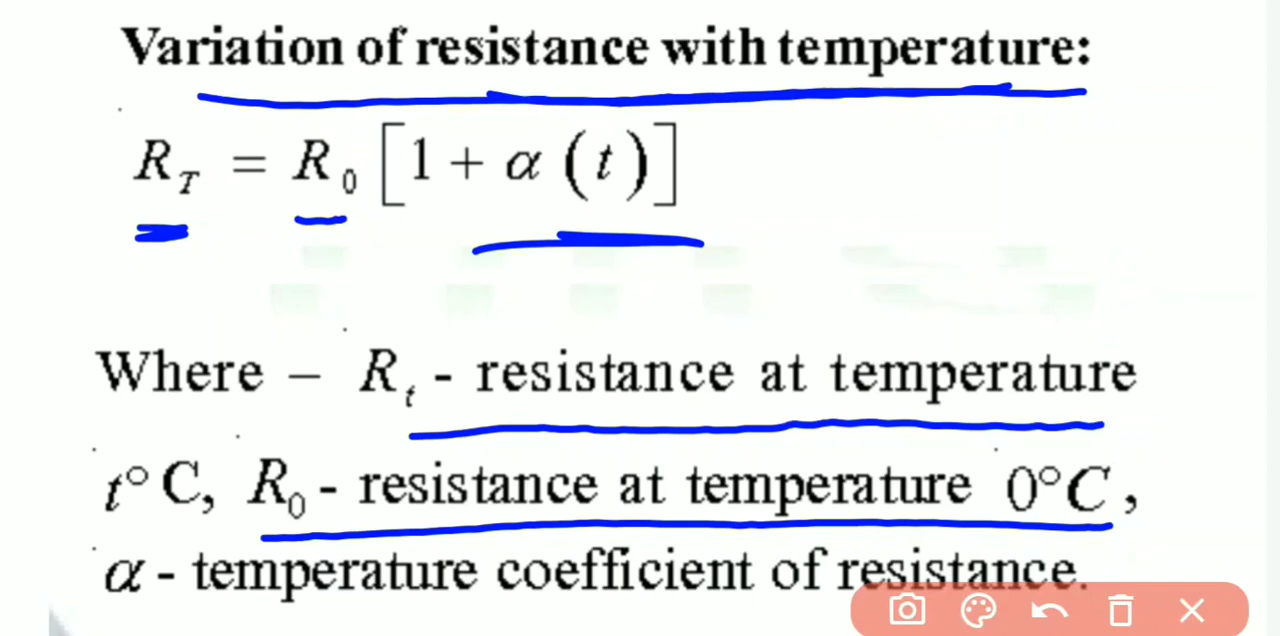 Variation of resistance with temperature:
R_T = R_0 [1 + α (t)]
Where – R_t - resistance at temperature
t° C, R_0 - resistance at temperature 0°C,
α - temperature coefficient of resistance.